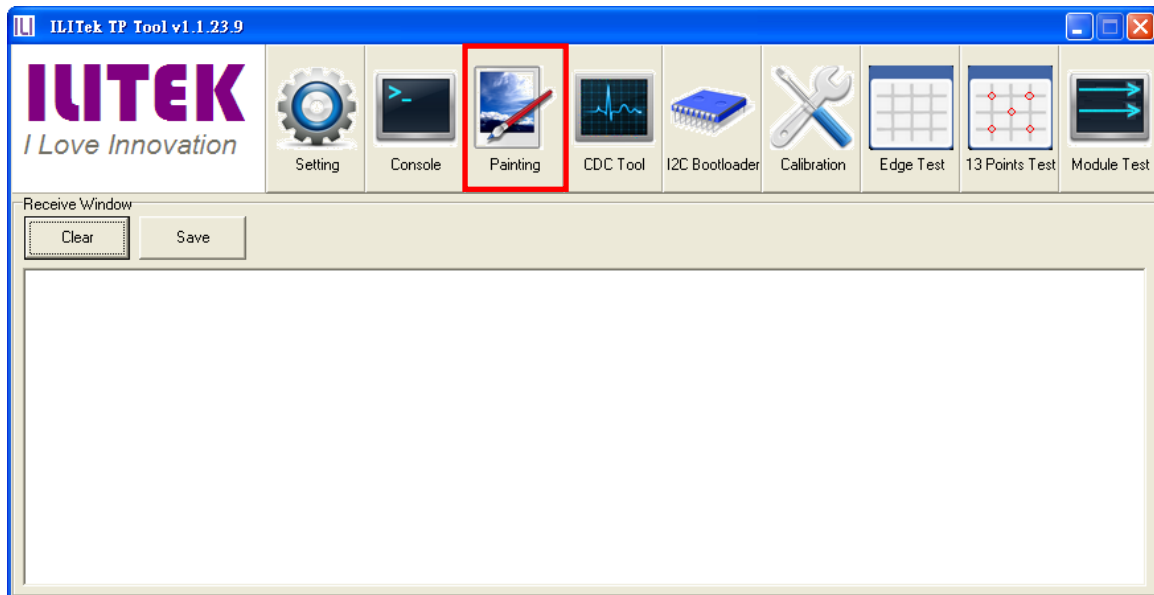 ILITek TP Tool v1.1.23.9
ILITEK
I Love Innovation
Setting
Console
Painting
CDC Tool
I2C Bootloader
Calibration
Edge Test
13 Points Test
Module Test
Receive Window
Clear
Save